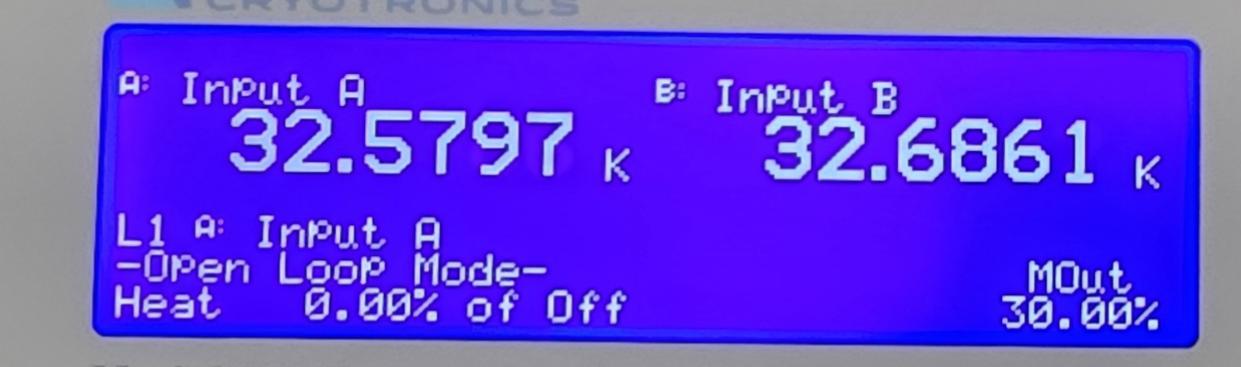 CRYOTRONICS
A: Input A B: Input B
32.5797 K 32.6861 K
L1 A: Input A
-Open Loop Mode- MOut
Heat 0.00% of Off 30.00%